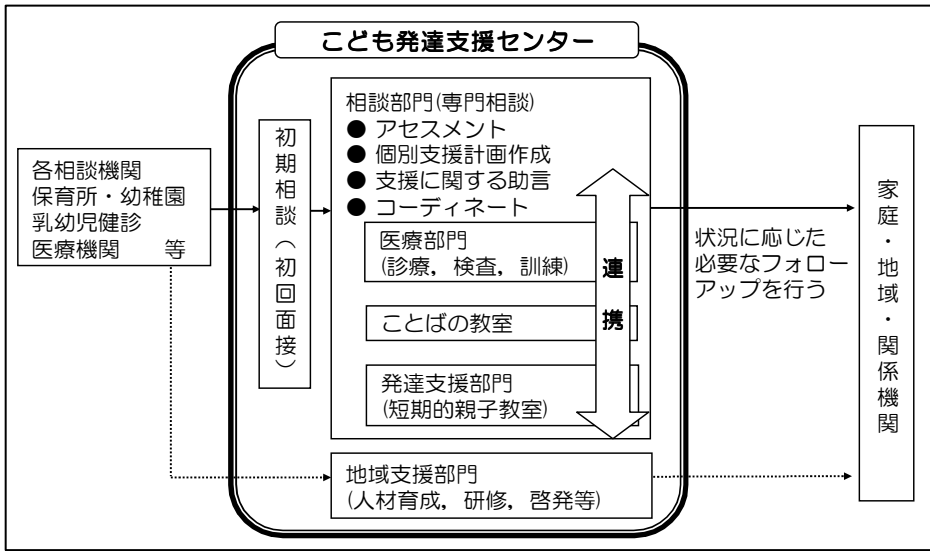 こども発達支援センター
各相談機関
保育所・幼稚園
乳幼児健診
医療機関　等
初期相談（初回面接）
相談部門(専門相談)
● アセスメント
● 個別支援計画作成
● 支援に関する助言
● コーディネート
医療部門
(診療，検査，訓練)
ことばの教室
発達支援部門
(短期的親子教室)
連携
地域支援部門
(人材育成，研修，啓発等)
状況に応じた
必要なフォロー
アップを行う
家庭・地域・関係機関